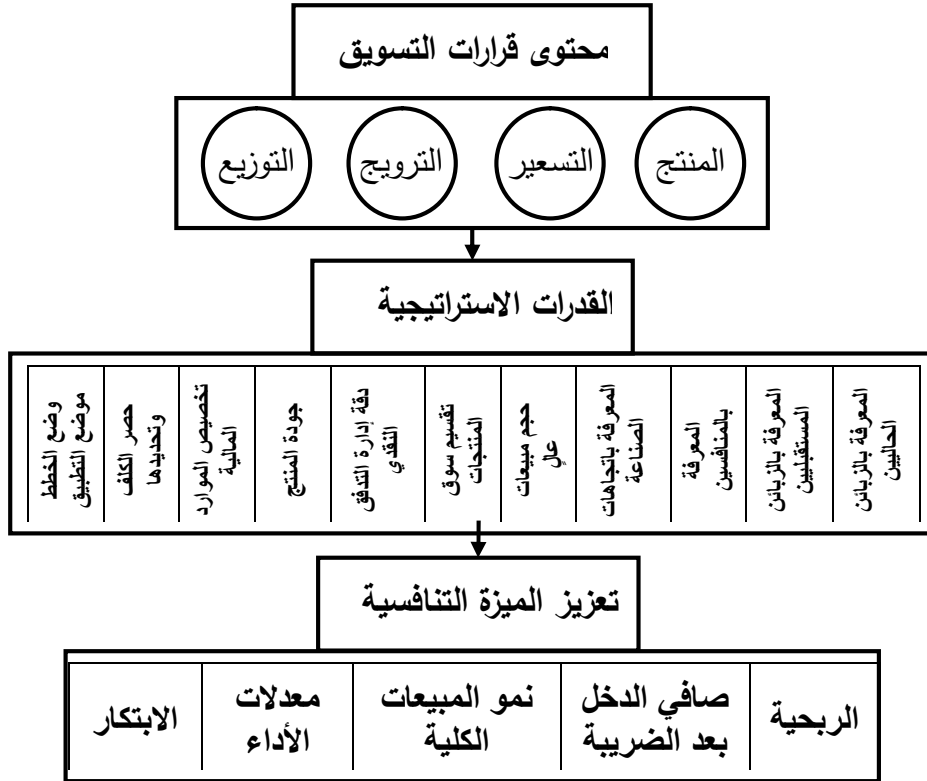 محتوى قرارات التسويق
المنتج
التسعير
الترويج
التوزيع
القدرات الاستراتيجية
المعرفة بالزبائن
الحاليين
المعرفة بالزبائن
المستقبليين
المعرفة
بالمنافسين
المعرفة باتجاهات
الصناعة
حجم مبيعات
عالٍ
تقسيم سوق
المنتجات
دقة إدارة التدفق
النقدي
جودة المنتج
تخصيص الموارد
المالية
حصر الكلف
وتحديدها
وضع الخطط
موضع التطبيق
تعزيز الميزة التنافسية
الربحية
صافي الدخل
بعد الضريبة
نمو المبيعات
الكلية
معدلات
الأداء
الابتكار